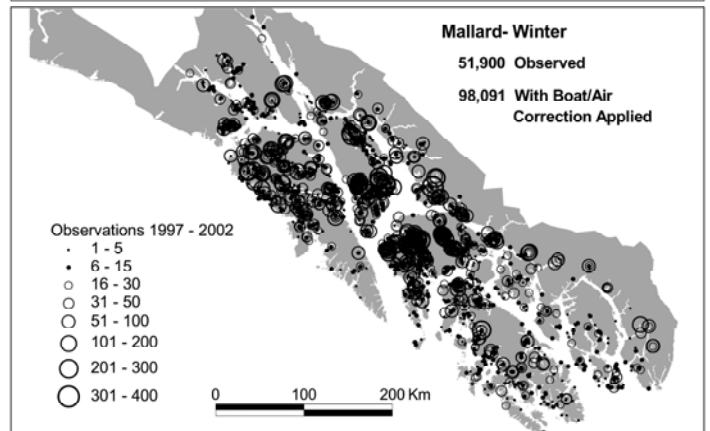 Mallard- Winter
51,900 Observed
98,091 With Boat/Air
Correction Applied
Observations 1997 - 2002
1 - 5
6 - 15
16 - 30
31 - 50
51 - 100
101 - 200
201 - 300
301 - 400
0 100 200 Km